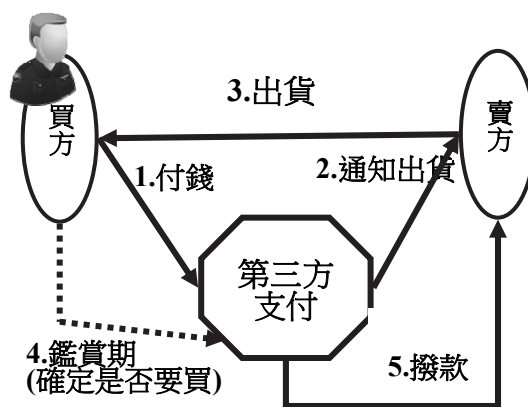 買方
賣方
3.出貨
1.付錢
2.通知出貨
第三方
支付
4.鑑賞期
(確定是否要買)
5.撥款